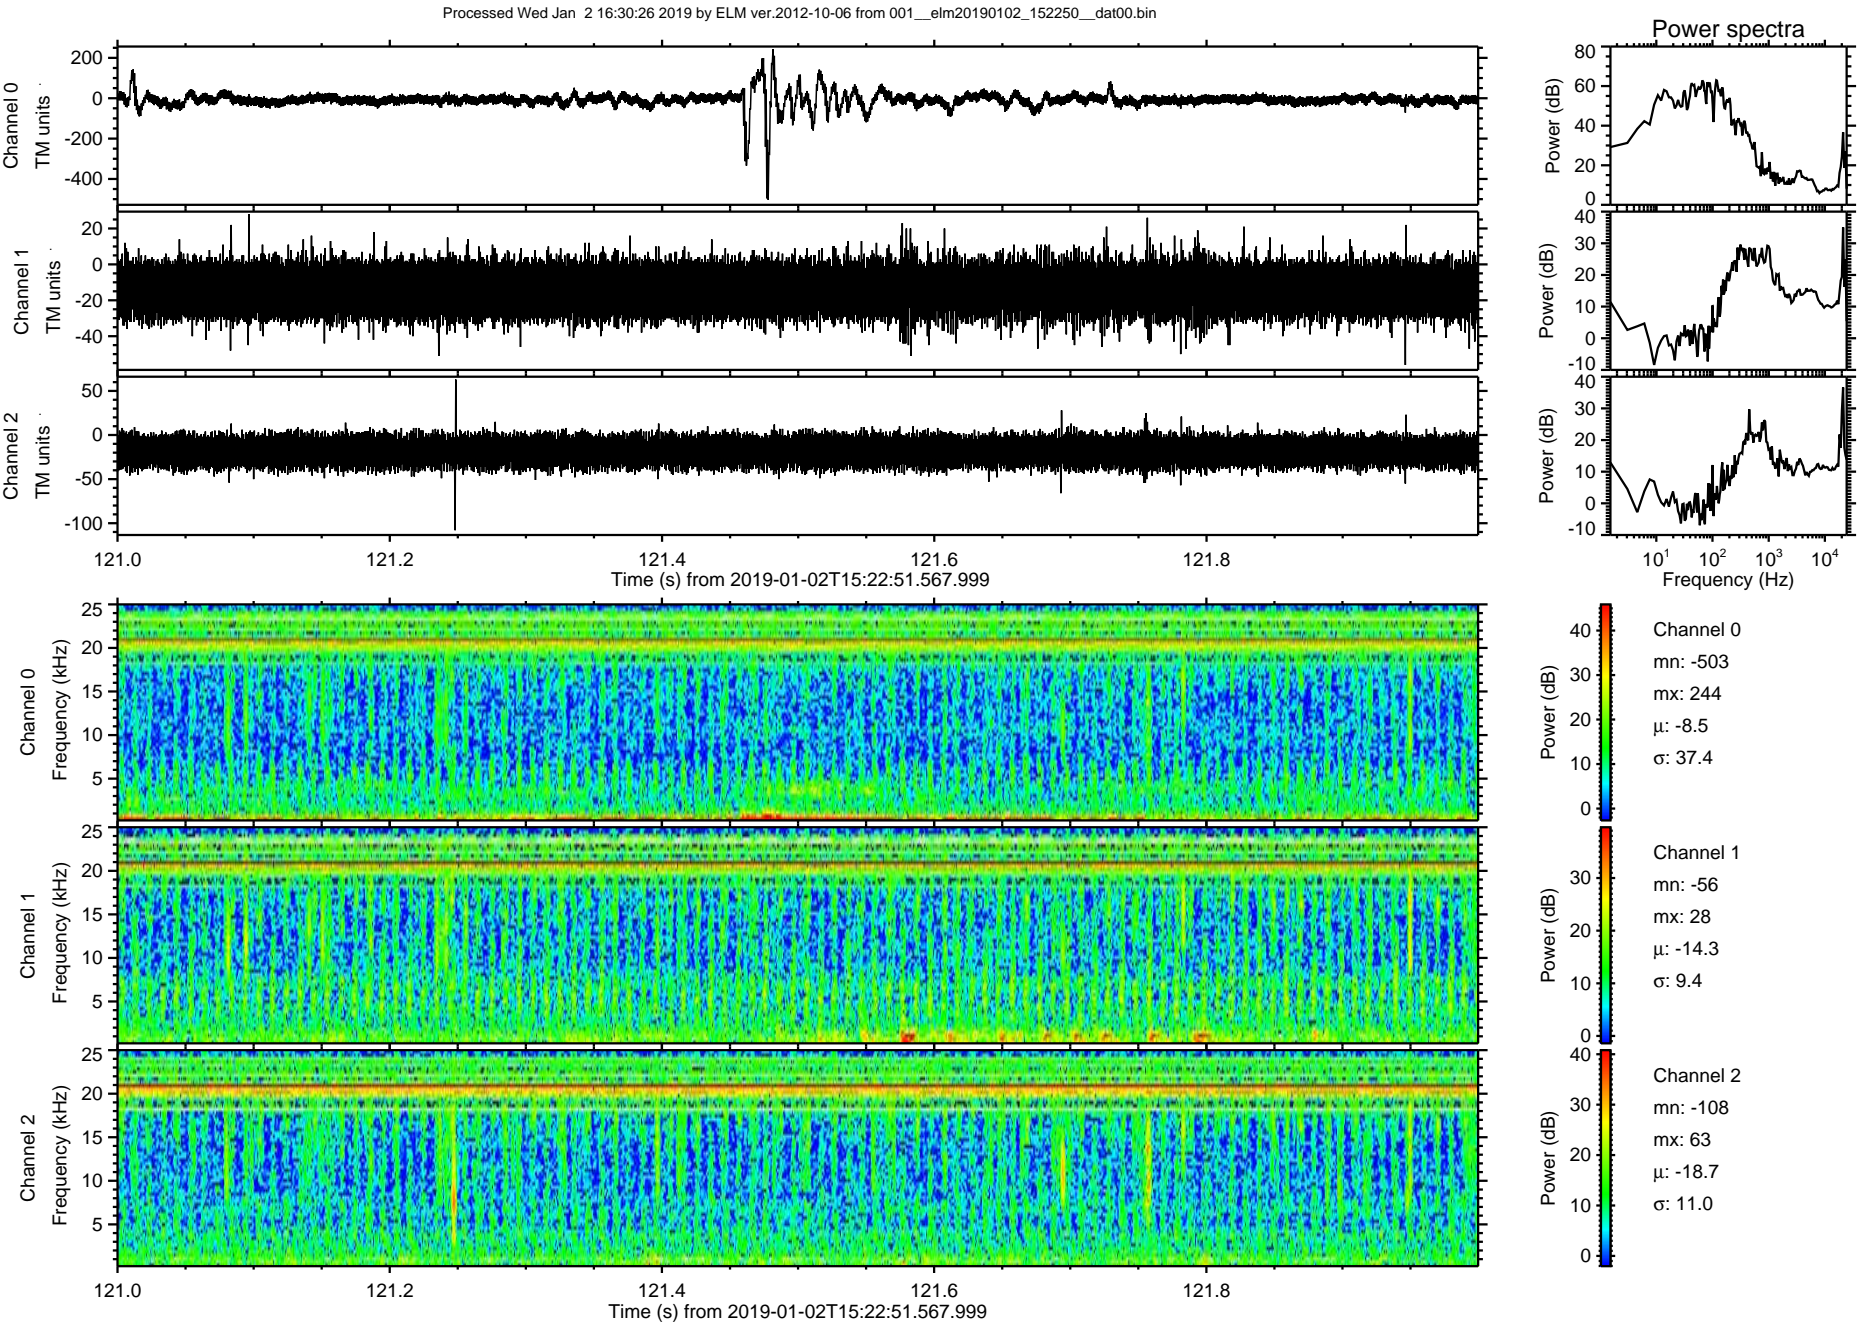 Processed Wed Jan  2 16:30:26 2019 by ELM ver.2012-10-06 from 001__elm20190102_152250__dat00.bin
Power spectra
Channel 0
TM units
200
0
-200
-400
Power (dB)
80
60
40
20
0
Channel 1
TM units
20
0
-20
-40
Power (dB)
40
30
20
10
0
-10
Channel 2
TM units
50
0
-50
-100
Power (dB)
40
30
20
10
0
-10
121.0 121.2 121.4 121.6 121.8
Time (s) from 2019-01-02T15:22:51.567.999
10^1 10^2 10^3 10^4
Frequency (Hz)
Channel 0
Frequency (kHz)
25
20
15
10
5
Power (dB)
40
30
20
10
0
Channel 0
mn: -503
mx: 244
μ: -8.5
σ: 37.4
Channel 1
Frequency (kHz)
25
20
15
10
5
Power (dB)
30
20
10
0
Channel 1
mn: -56
mx: 28
μ: -14.3
σ: 9.4
Channel 2
Frequency (kHz)
25
20
15
10
5
Power (dB)
40
30
20
10
0
Channel 2
mn: -108
mx: 63
μ: -18.7
σ: 11.0
121.0 121.2 121.4 121.6 121.8
Time (s) from 2019-01-02T15:22:51.567.999